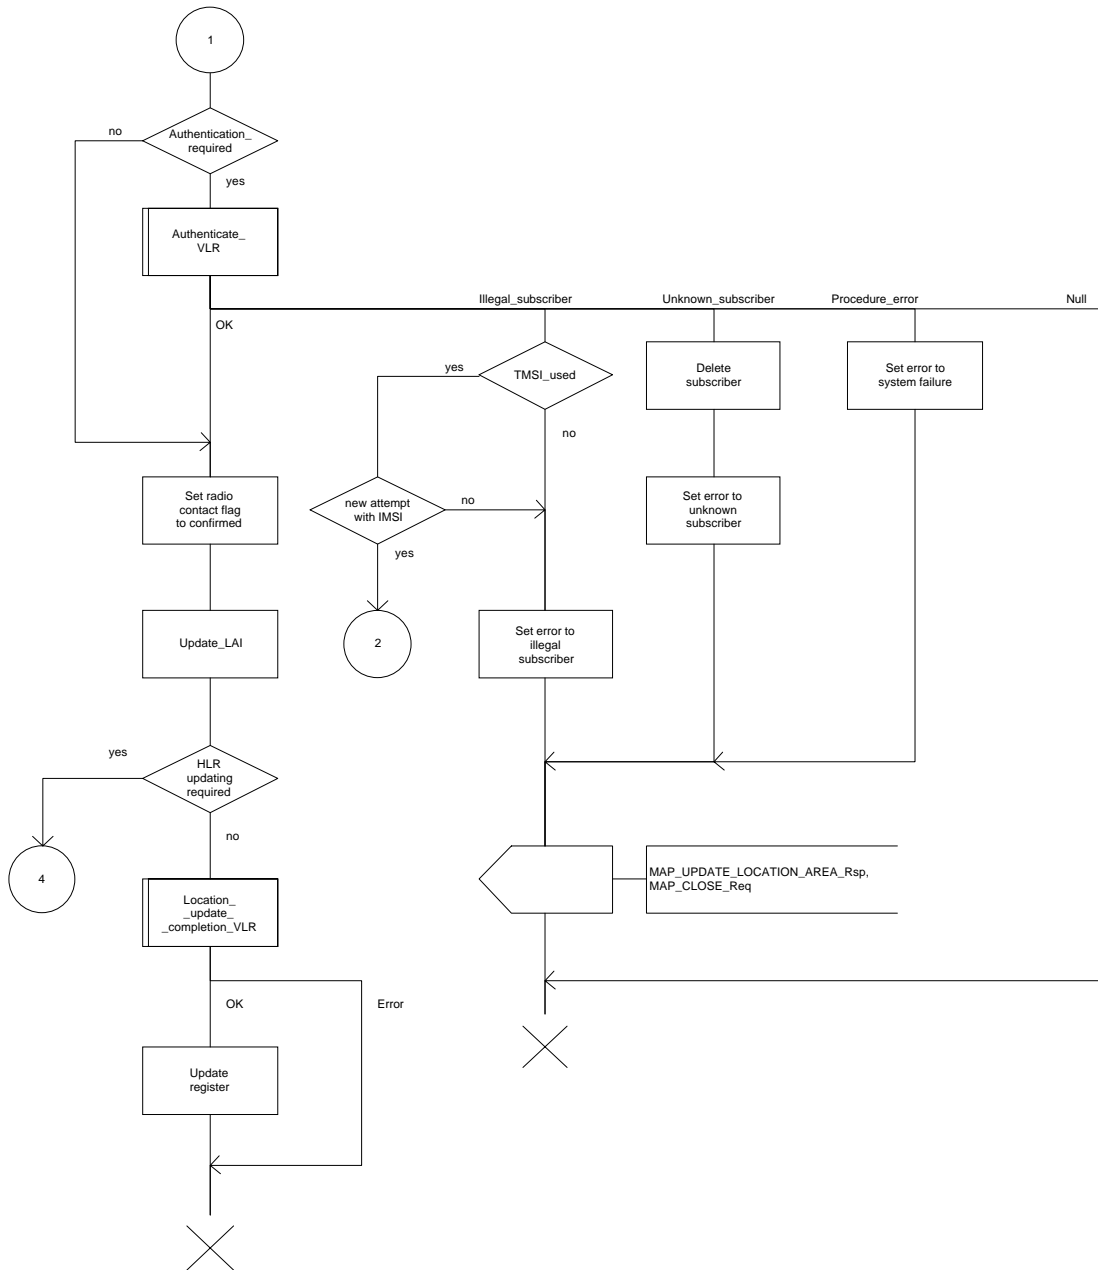 1
Authentication_
required
no
yes
Authenticate_
VLR
Illegal_subscriber
Unknown_subscriber
Procedure_error
Null
OK
yes
TMSI_used
Delete
subscriber
Set error to
system failure
no
Set radio
contact flag
to confirmed
new attempt
with IMSI
no
Set error to
unknown
subscriber
yes
Update_LAI
2
Set error to
illegal
subscriber
yes
HLR
updating
required
no
4
MAP_UPDATE_LOCATION_AREA_Rsp,
MAP_CLOSE_Req
Location_
_update_
_completion_VLR
OK
Error
Update
register